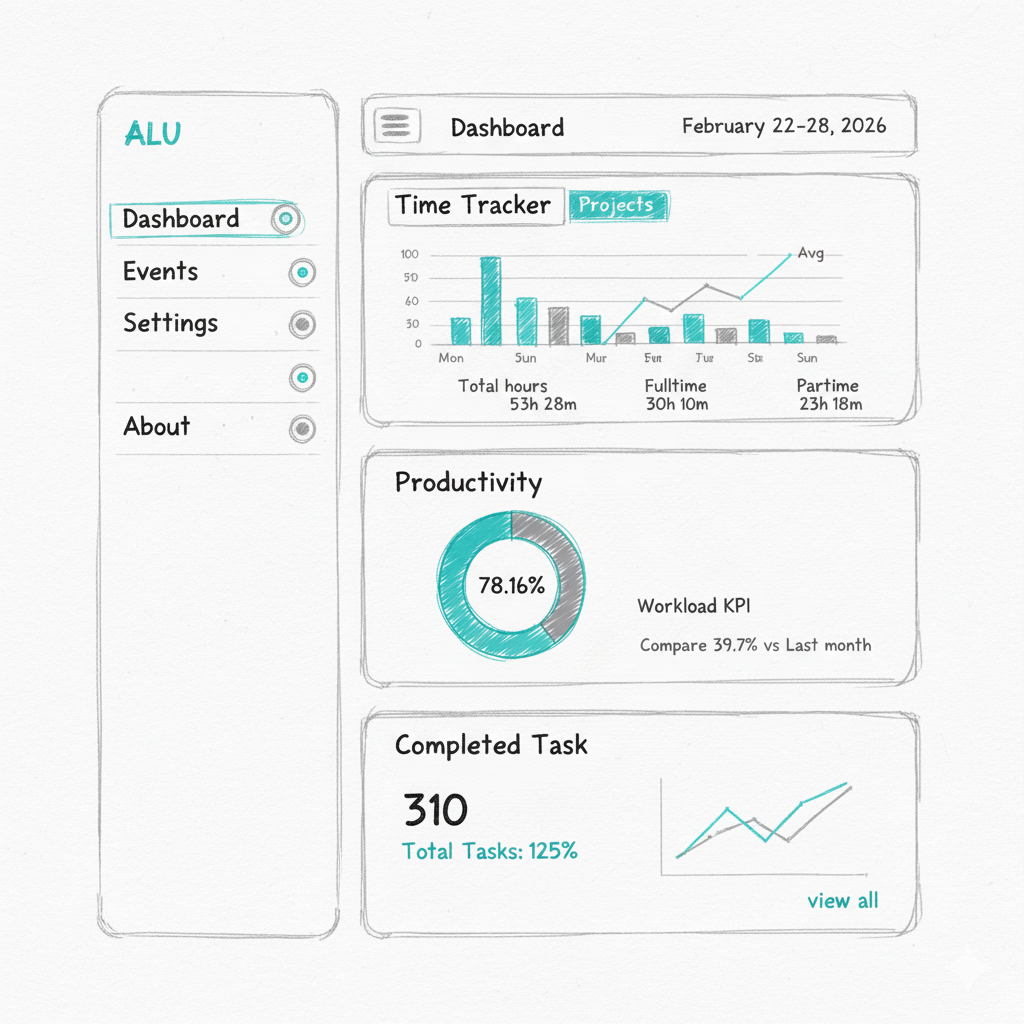 ALU
Dashboard
Events
Settings
About
Dashboard
February 22-28, 2026
Time Tracker
Projects
100
50
60
30
0
Avg
Mon
Sun
Mur
Tur
Sun
Total hours
53h 28m
Fulltime
30h 10m
Partime
23h 18m
Productivity
78.16%
Workload KPI
Compare 39.7% vs Last month
Completed Task
310
Total Tasks: 125%
view all